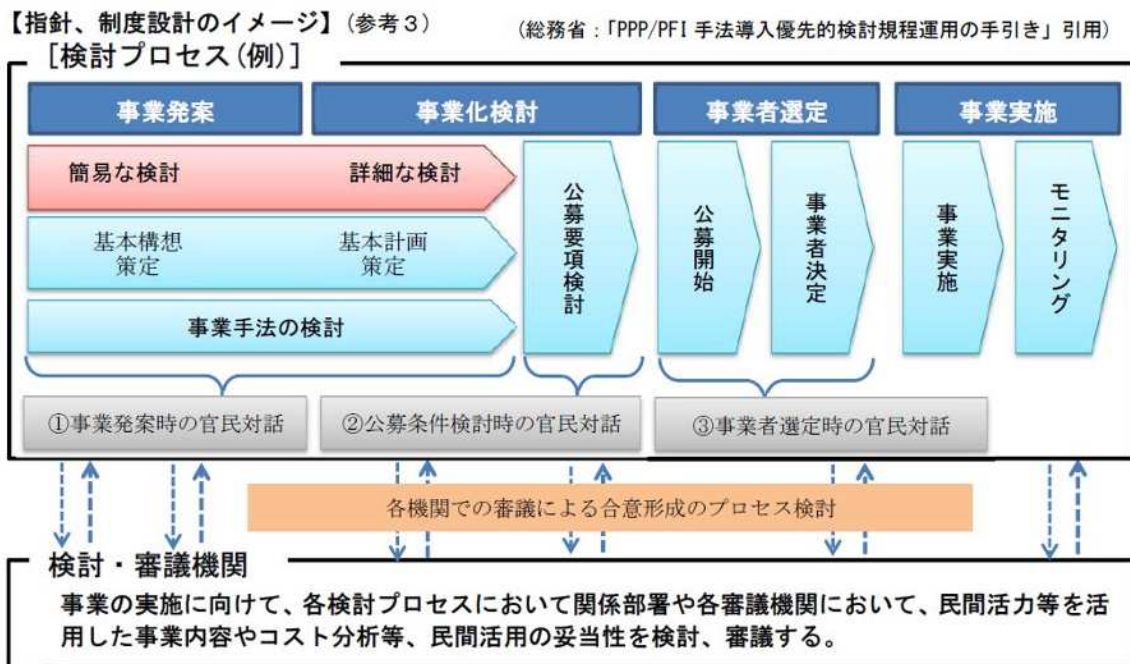 【指針、制度設計のイメージ】(参考3)
(総務省:「PPP/PFI 手法導入優先的検討規程運用の手引き」引用)
[検討プロセス(例)]
事業発案
事業化検討
事業者選定
事業実施
簡易な検討
詳細な検討
基本構想
策定
基本計画
策定
事業手法の検討
公募要項検討
公募開始
事業者決定
事業実施
モニタリング
①事業発案時の官民対話
②公募条件検討時の官民対話
③事業者選定時の官民対話
各機関での審議による合意形成のプロセス検討
検討・審議機関
事業の実施に向けて、各検討プロセスにおいて関係部署や各審議機関において、民間活力等を活
用した事業内容やコスト分析等、民間活用の妥当性を検討、審議する。